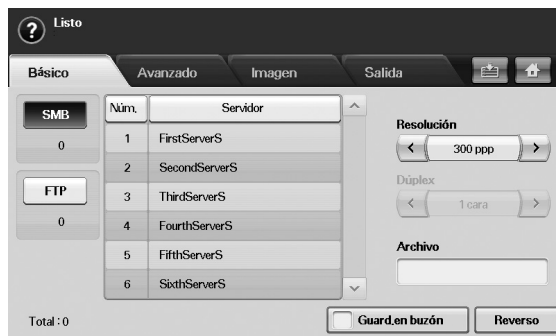 Listo
Básico Avanzado Imagen Salida
SMB
0
FTP
0
Núm. Servidor
1 FirstServerS
2 SecondServerS
3 ThirdServerS
4 FourthServerS
5 FifthServerS
6 SixthServerS
Resolución
300 ppp
Dúplex
1 cara
Archivo
Total : 0
Guard.en buzón
Reverso